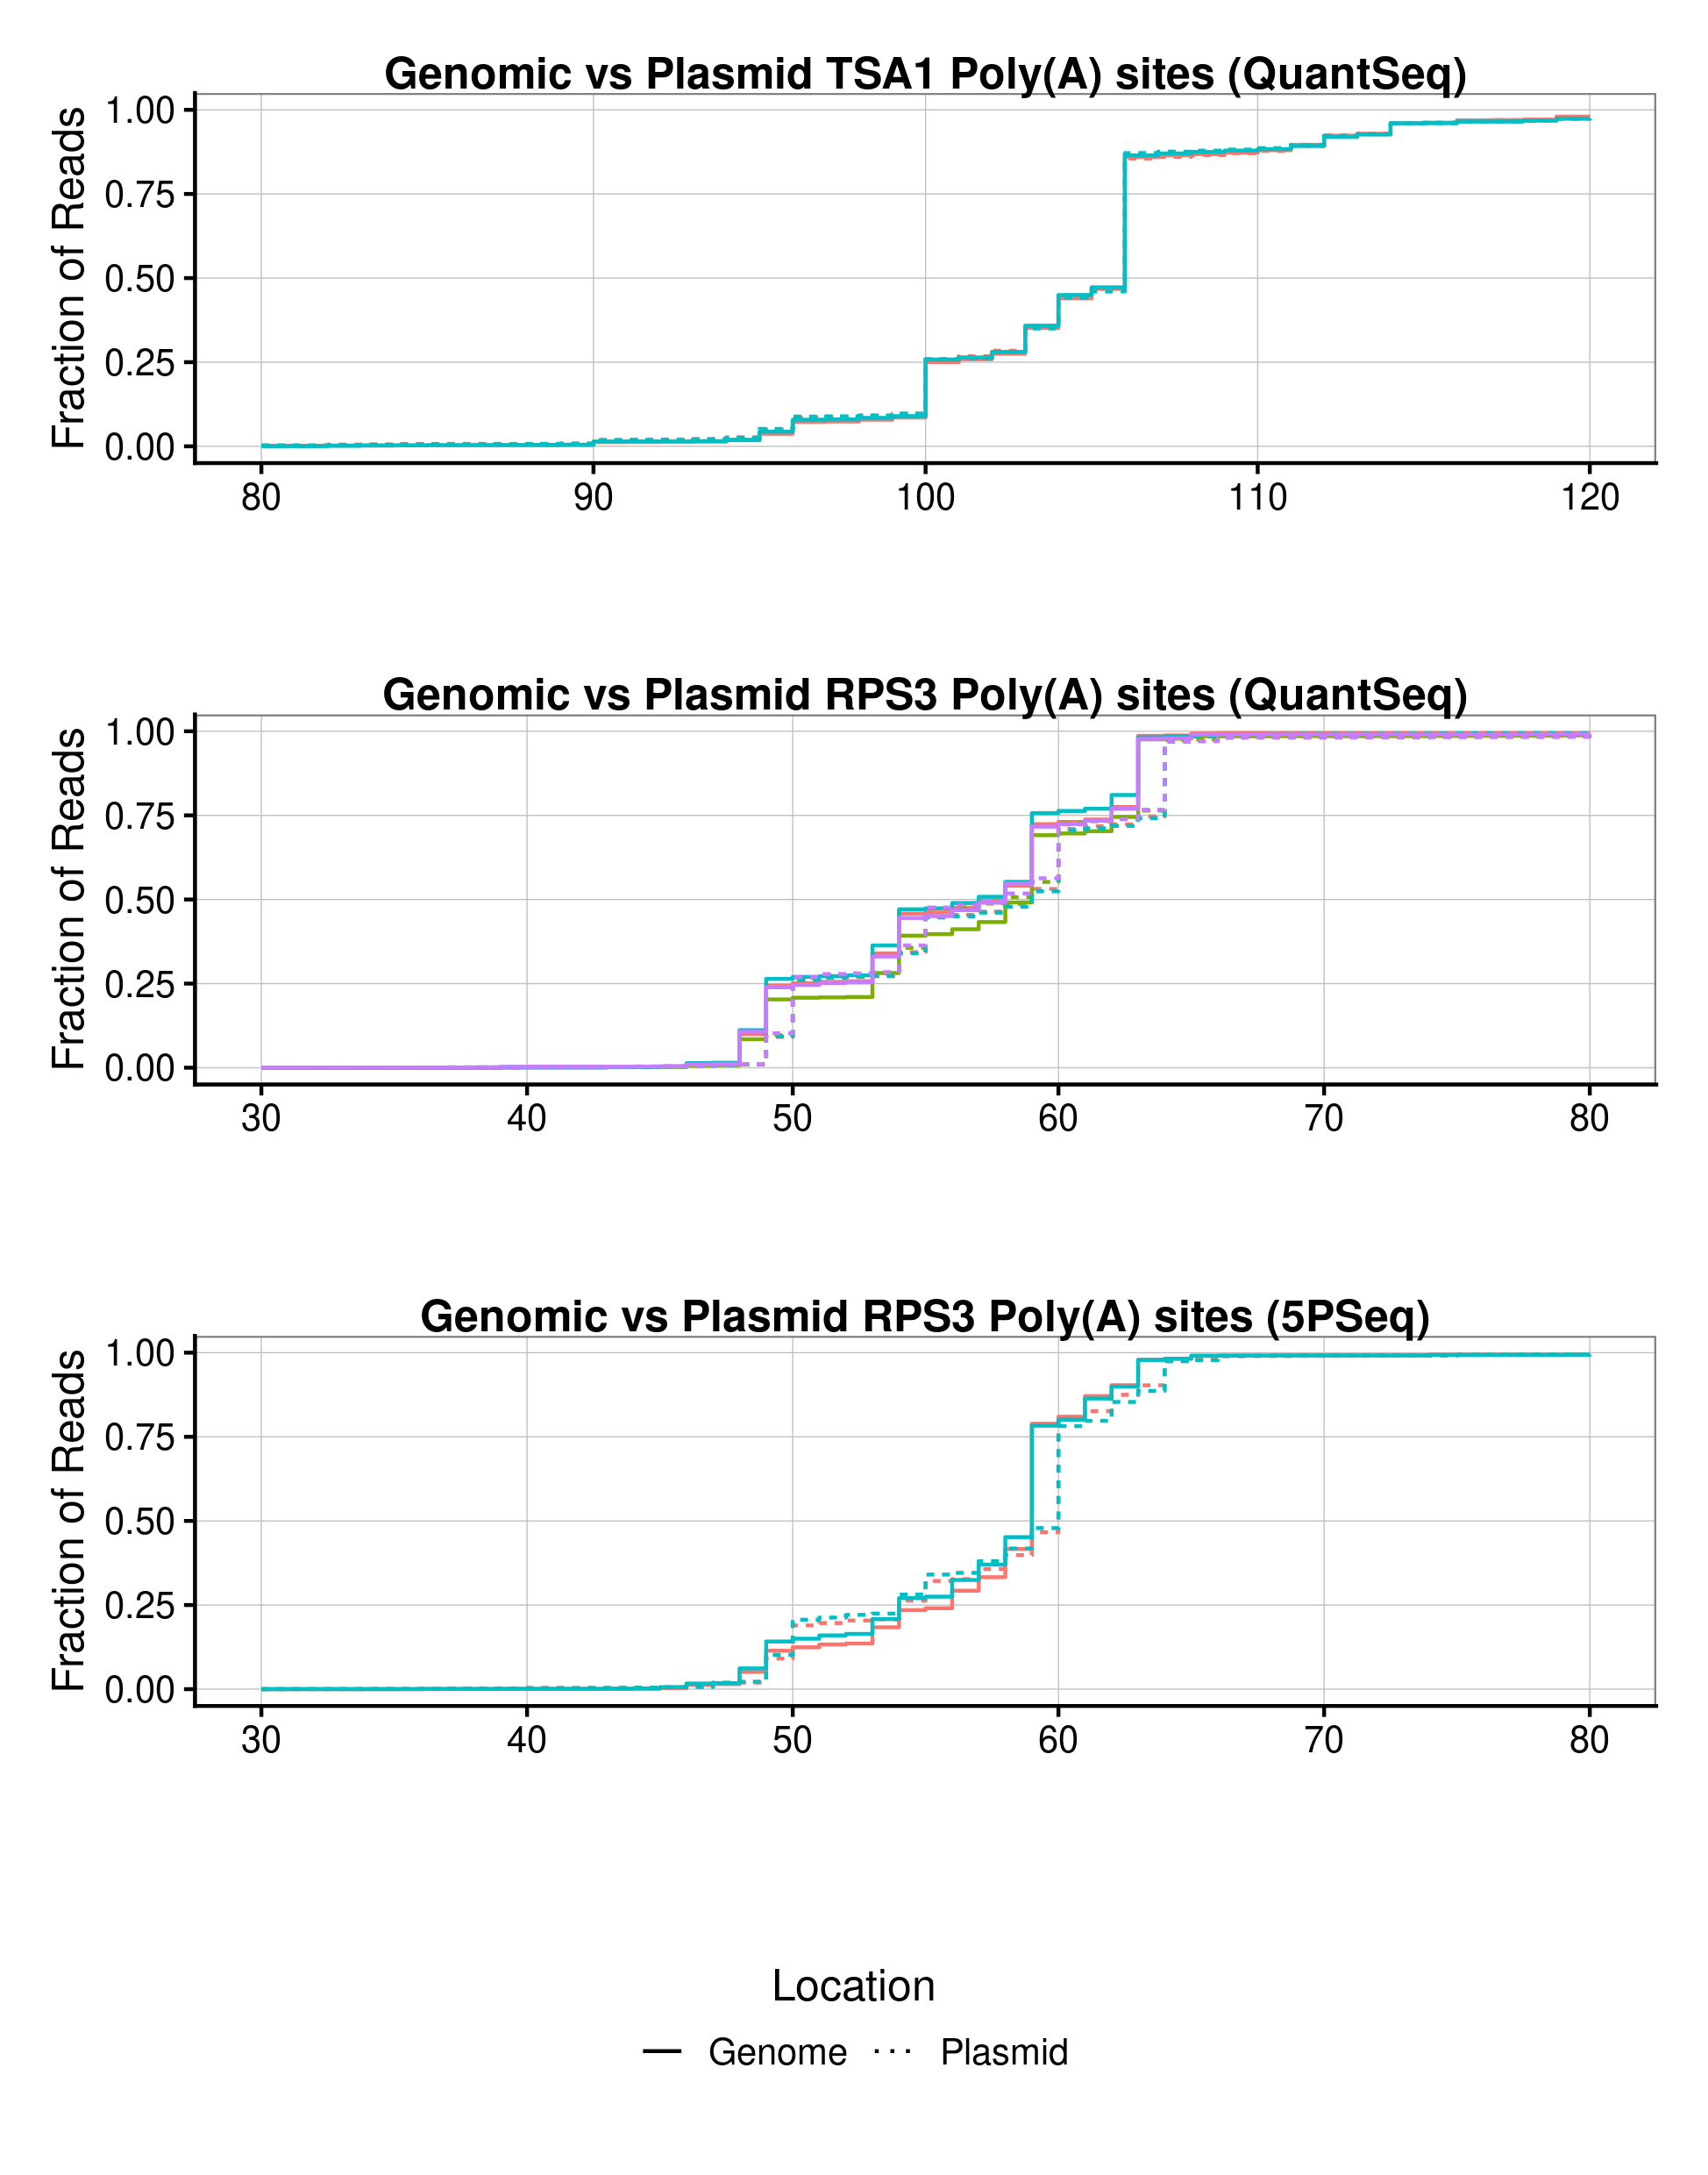 Genomic vs Plasmid TSA1 Poly(A) sites (QuantSeq)
Fraction of Reads
1.00
0.75
0.50
0.25
0.00
80 90 100 110 120
Genomic vs Plasmid RPS3 Poly(A) sites (QuantSeq)
Fraction of Reads
1.00
0.75
0.50
0.25
0.00
30 40 50 60 70 80
Genomic vs Plasmid RPS3 Poly(A) sites (5PSeq)
Fraction of Reads
1.00
0.75
0.50
0.25
0.00
30 40 50 60 70 80
Location
Genome Plasmid